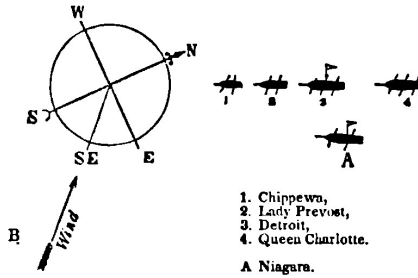 W
N
S
SE
E
B
Wind
1 2 3 4
A
1. Chippewa,
2. Lady Prevost,
3. Detroit,
4. Queen Charlotte.
A Niagara.